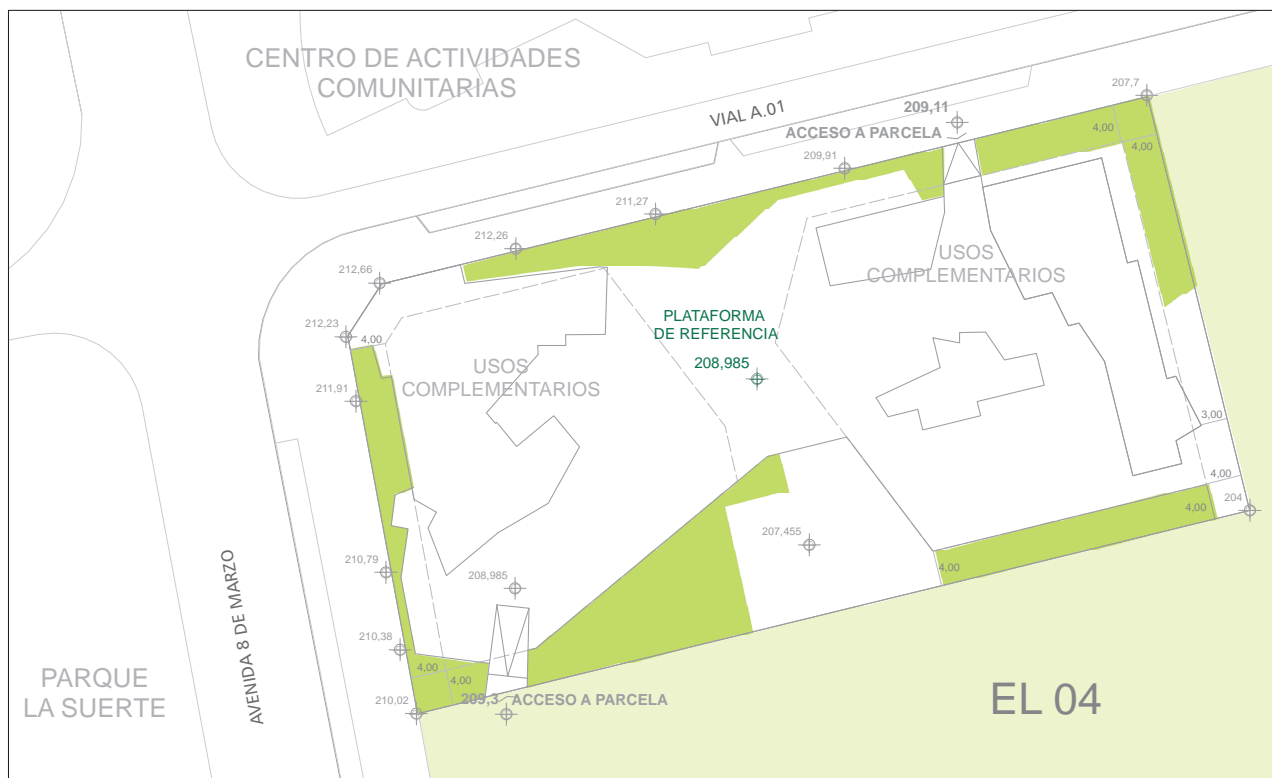 CENTRO DE ACTIVIDADES
COMUNITARIAS
VIAL A.01
207,7
209,11
ACCESO A PARCELA
4,00
4,00
209,91
211,27
212,26
212,66
212,23
4,00
211,91
USOS
COMPLEMENTARIOS
PLATAFORMA
DE REFERENCIA
208,985
USOS
COMPLEMENTARIOS
3,00
4,00
4,00
204
207,455
4,00
210,79
208,985
AVENIDA 8 DE MARZO
210,38
4,00
4,00
210,02
209,3
ACCESO A PARCELA
PARQUE
LA SUERTE
EL 04